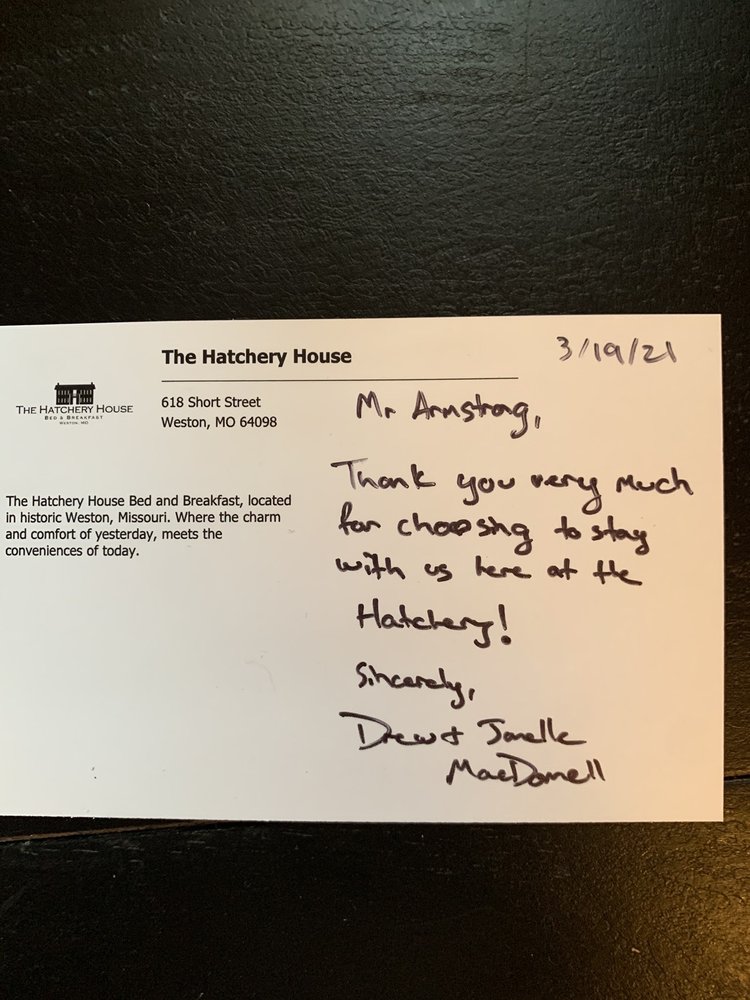 The Hatchery House
3/19/21
THE HATCHERY HOUSE
BED & BREAKFAST
WESTON, MO
618 Short Street
Weston, MO 64098
The Hatchery House Bed and Breakfast, located
in historic Weston, Missouri. Where the charm
and comfort of yesterday, meets the
conveniences of today.
Mr Armstrong,
Thank you very much
for choosing to stay
with us here at the
Hatchery!
Sincerely,
Drew + Janelle
MacDonell